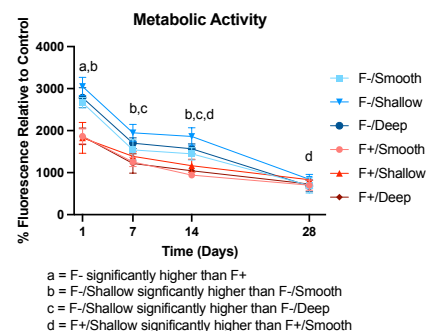 Metabolic Activity
% Fluorescence Relative to Control
4000
3000
2000
1000
0
a,b
b,c
b,c,d
d
1
7
14
28
Time (Days)
F-/Smooth
F-/Shallow
F-/Deep
F+/Smooth
F+/Shallow
F+/Deep
a = F- significantly higher than F+
b = F-/Shallow signficantly higher than F-/Smooth
c = F-/Shallow significantly higher than F-/Deep
d = F+/Shallow significantly higher than F+/Smooth